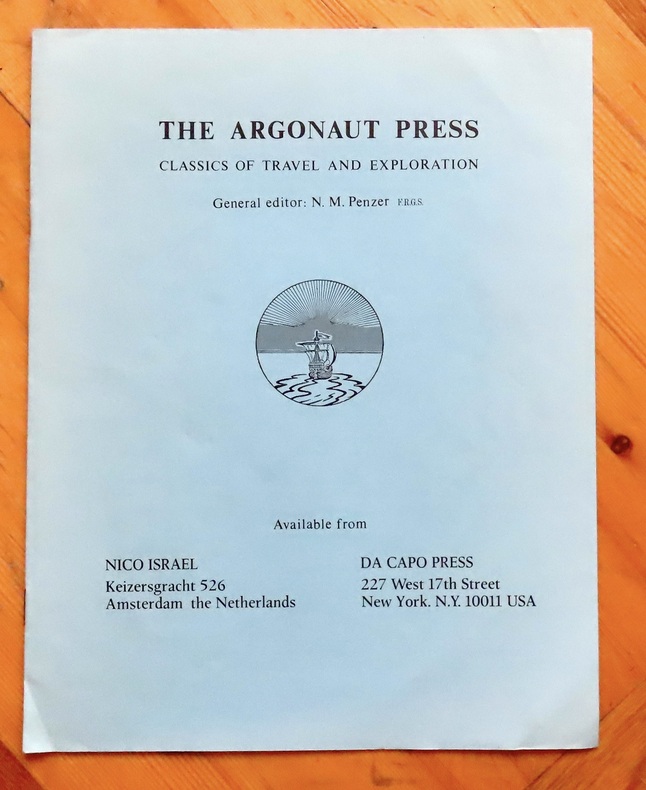 THE ARGONAUT PRESS
CLASSICS OF TRAVEL AND EXPLORATION
General editor: N. M. Penzer F.R.G.S.
Available from
NICO ISRAEL
Keizersgracht 526
Amsterdam the Netherlands
DA CAPO PRESS
227 West 17th Street
New York. N.Y. 10011 USA